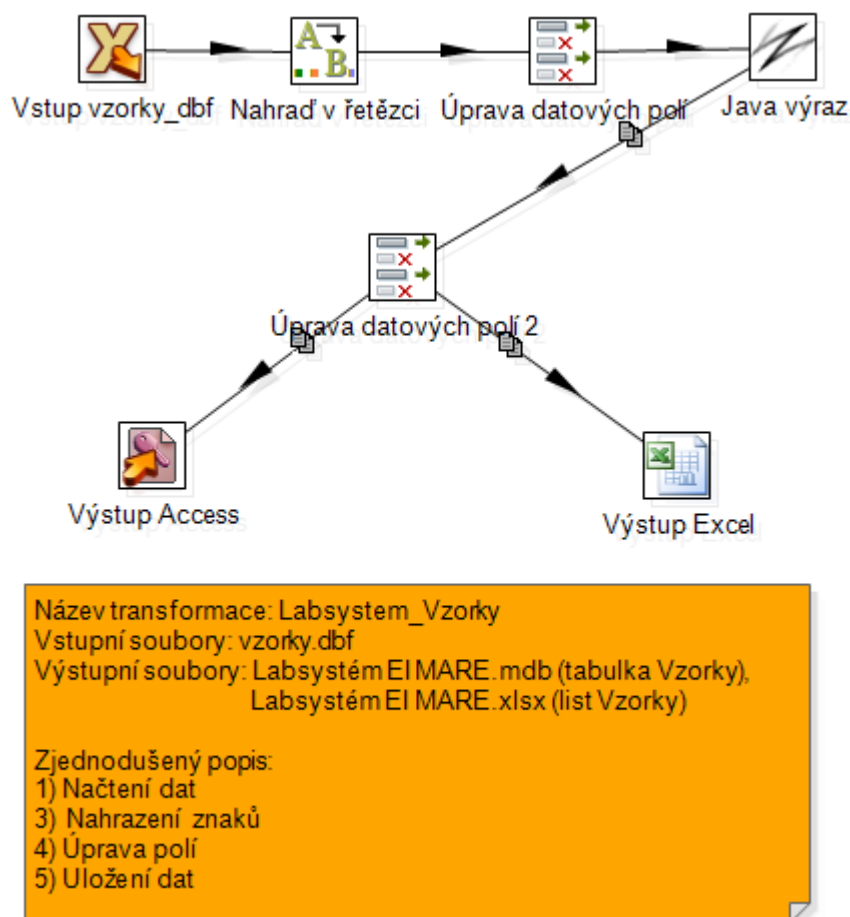 Vstup vzorky_dbf
Nahraď v řetězci
Úprava datových polí
Java výraz
Úprava datových polí 2
Výstup Access
Výstup Excel
Název transformace: Labsystem_Vzorky
Vstupní soubory: vzorky.dbf
Výstupní soubory: Labsystém EI MARE.mdb (tabulka Vzorky),
Labsystém EI MARE.xlsx (list Vzorky)
Zjednodušený popis:
1) Načtení dat
3) Nahrazení znaků
4) Úprava polí
5) Uložení dat